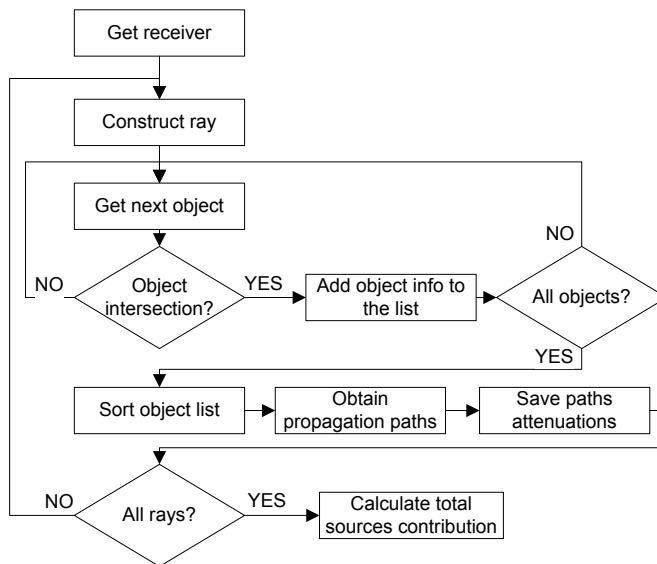 Get receiver
Construct ray
Get next object
NO
NO
Object
intersection?
YES
Add object info to
the list
All objects?
YES
Sort object list
Obtain
propagation paths
Save paths
attenuations
NO
All rays?
YES
Calculate total
sources contribution